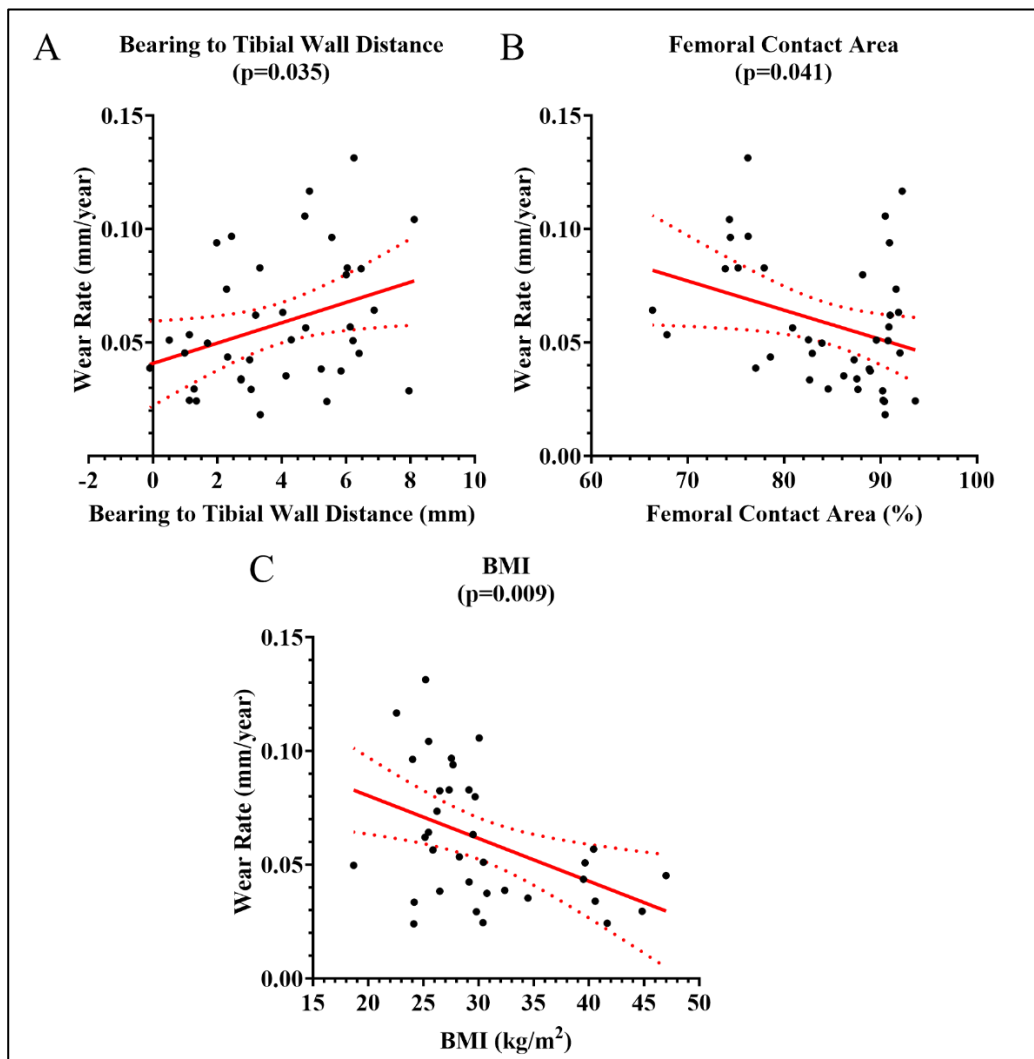 A
Bearing to Tibial Wall Distance
(p=0.035)
Wear Rate (mm/year)
0.15
0.10
0.05
0.00
-2 0 2 4 6 8 10
Bearing to Tibial Wall Distance (mm)
B
Femoral Contact Area
(p=0.041)
Wear Rate (mm/year)
0.15
0.10
0.05
0.00
60 70 80 90 100
Femoral Contact Area (%)
C
BMI
(p=0.009)
Wear Rate (mm/year)
0.15
0.10
0.05
0.00
15 20 25 30 35 40 45 50
BMI (kg/m²)